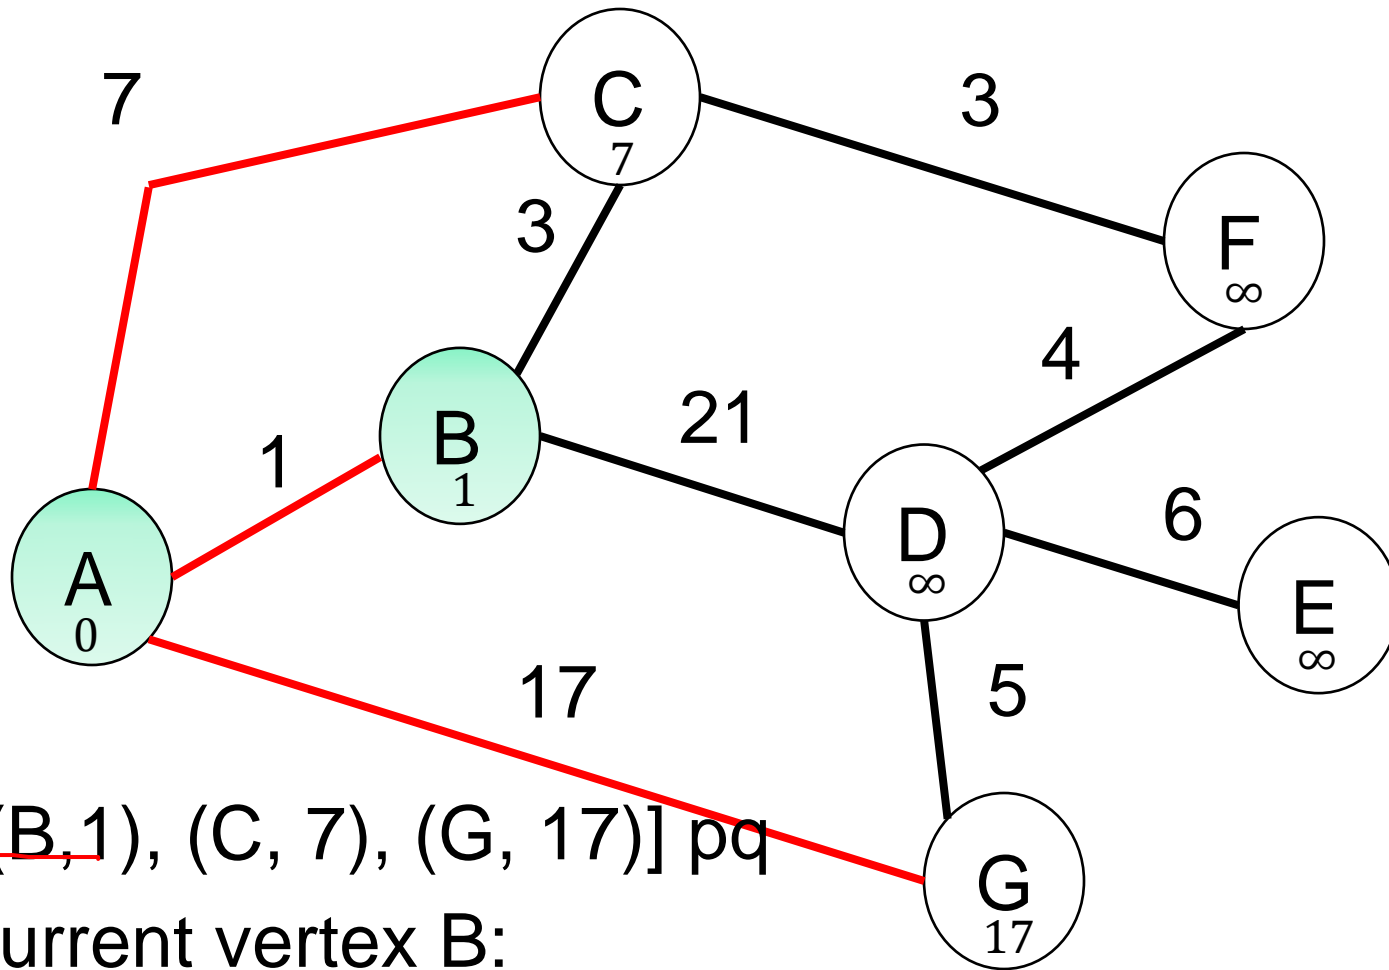 7
C
7
3
3
F
∞
4
B
1
21
1
D
∞
6
A
0
E
∞
17
5
(B,1), (C, 7), (G, 17)] pq
G
17
urrent vertex B: